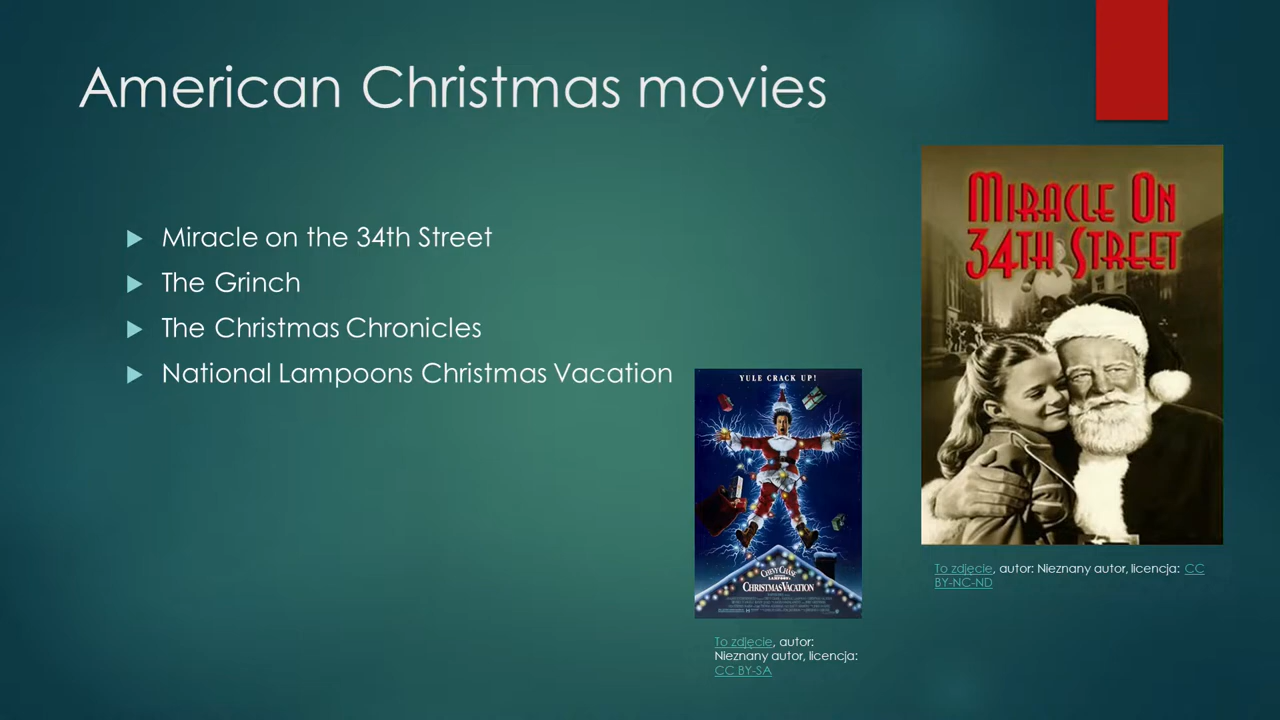 American Christmas movies
Miracle on the 34th Street
The Grinch
The Christmas Chronicles
National Lampoons Christmas Vacation
MIRACLE ON
34TH STREET
To zdjęcie, autor: Nieznany autor, licencja: CC
BY-NC-ND
YULE CRACK UP!
CHEVY CHASE
CHRISTMAS VACATION
To zdjęcie, autor:
Nieznany autor, licencja:
CC BY-SA